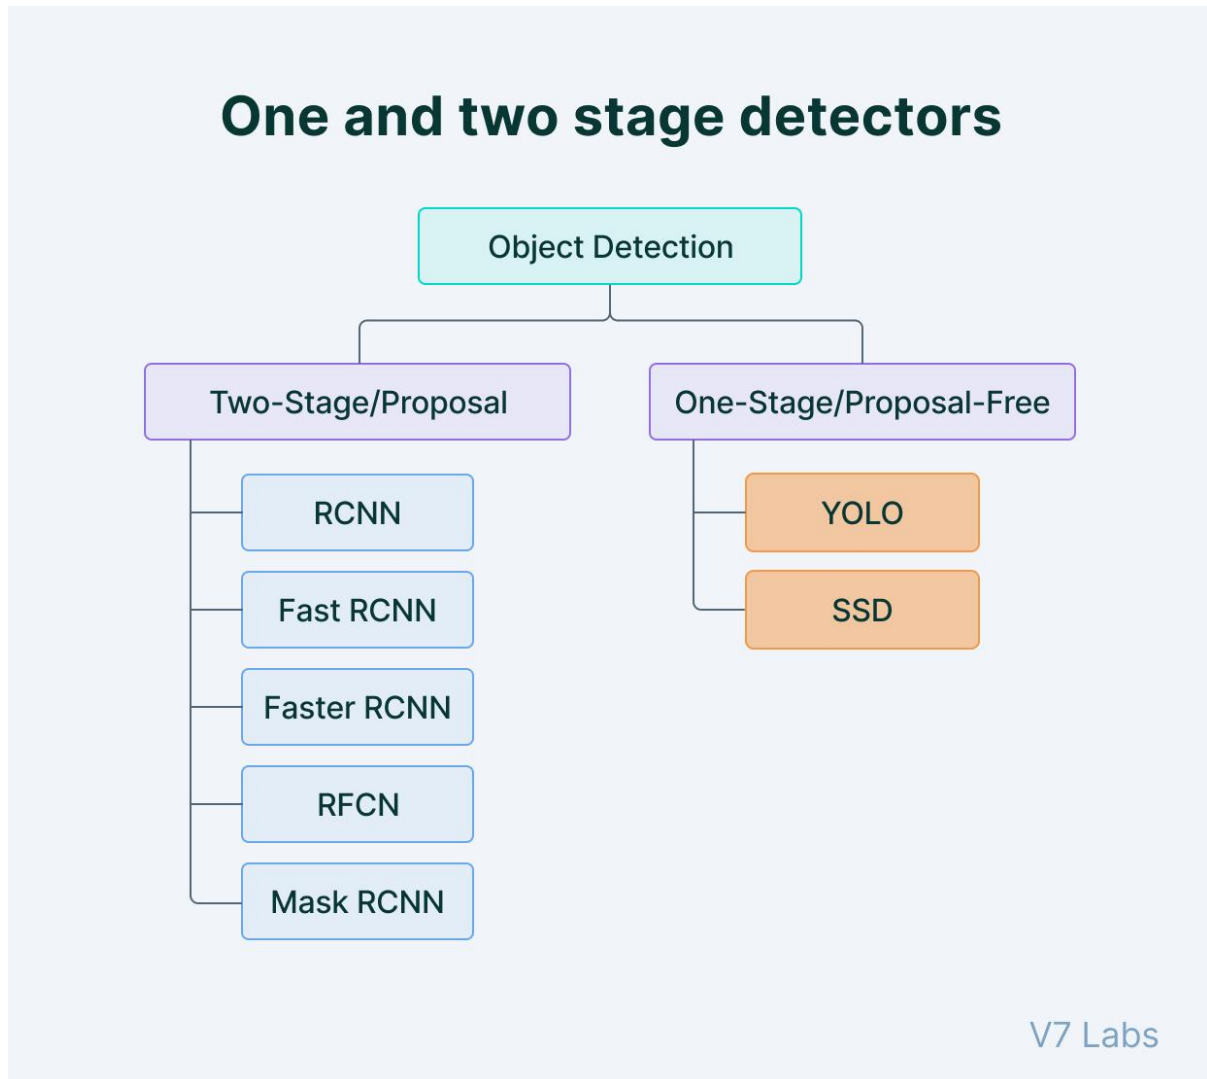 One and two stage detectors
Object Detection
Two-Stage/Proposal
RCNN
Fast RCNN
Faster RCNN
RFCN
Mask RCNN
One-Stage/Proposal-Free
YOLO
SSD
V7 Labs